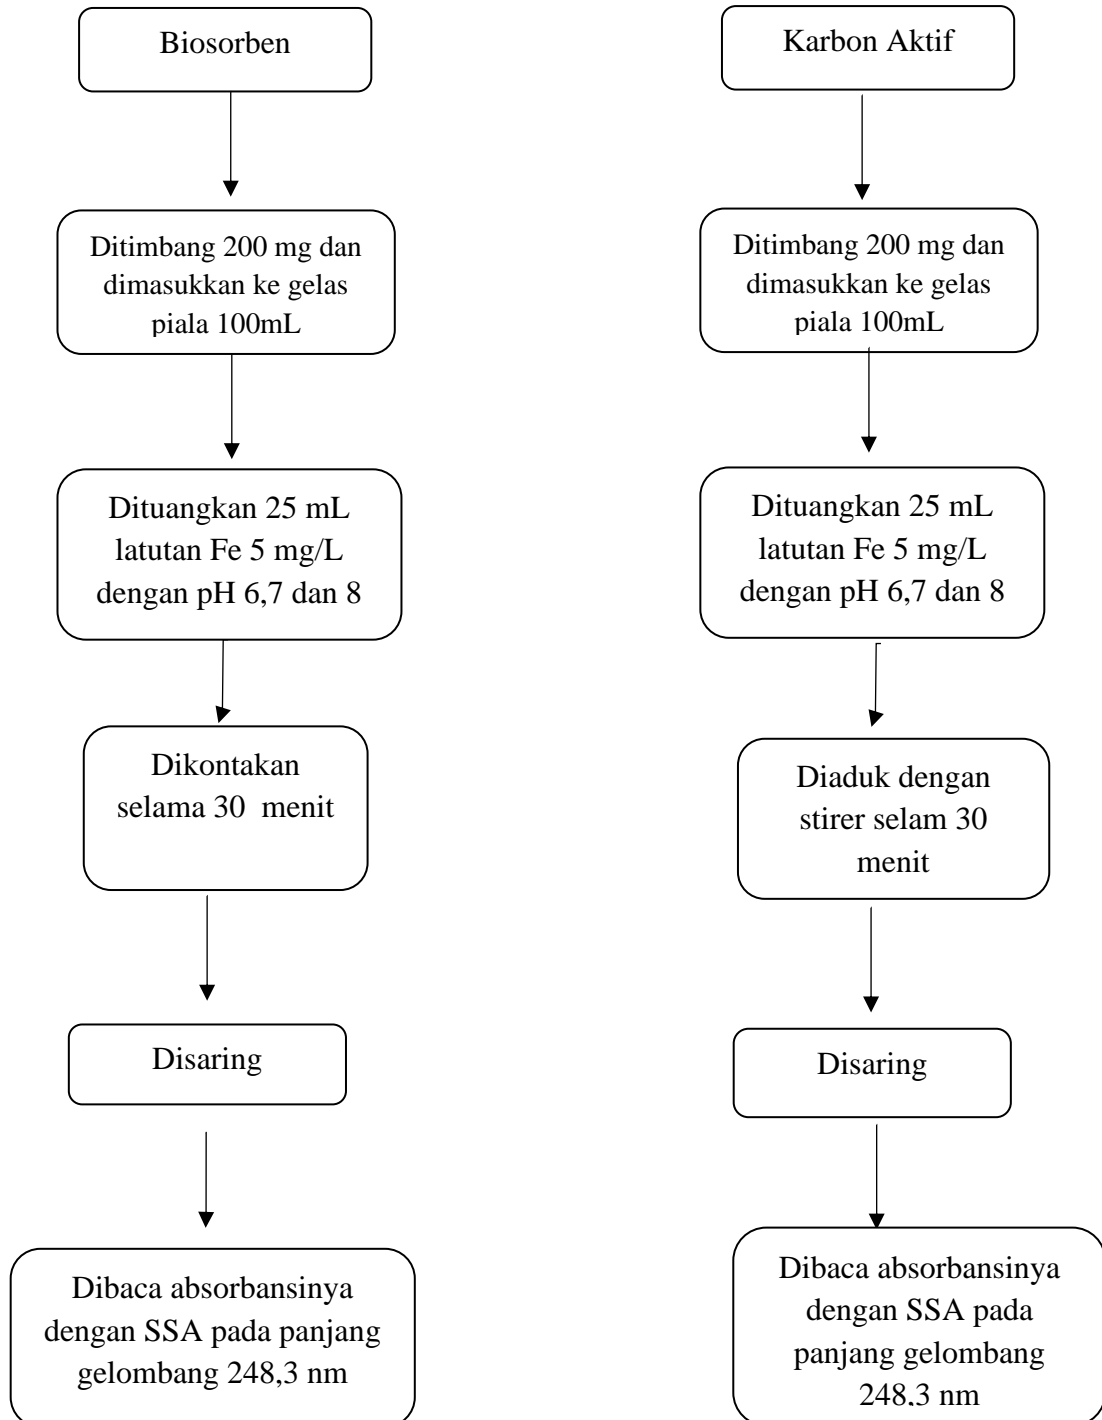 Biosorben
Ditimbang 200 mg dan
dimasukkan ke gelas
piala 100mL
Dituangkan 25 mL
latutan Fe 5 mg/L
dengan pH 6,7 dan 8
Dikontakan
selama 30  menit
Disaring
Dibaca absorbansinya
dengan SSA pada panjang
gelombang 248,3 nm
Karbon Aktif
Ditimbang 200 mg dan
dimasukkan ke gelas
piala 100mL
Dituangkan 25 mL
latutan Fe 5 mg/L
dengan pH 6,7 dan 8
Diaduk dengan
stirer selam 30
menit
Disaring
Dibaca absorbansinya
dengan SSA pada
panjang gelombang
248,3 nm